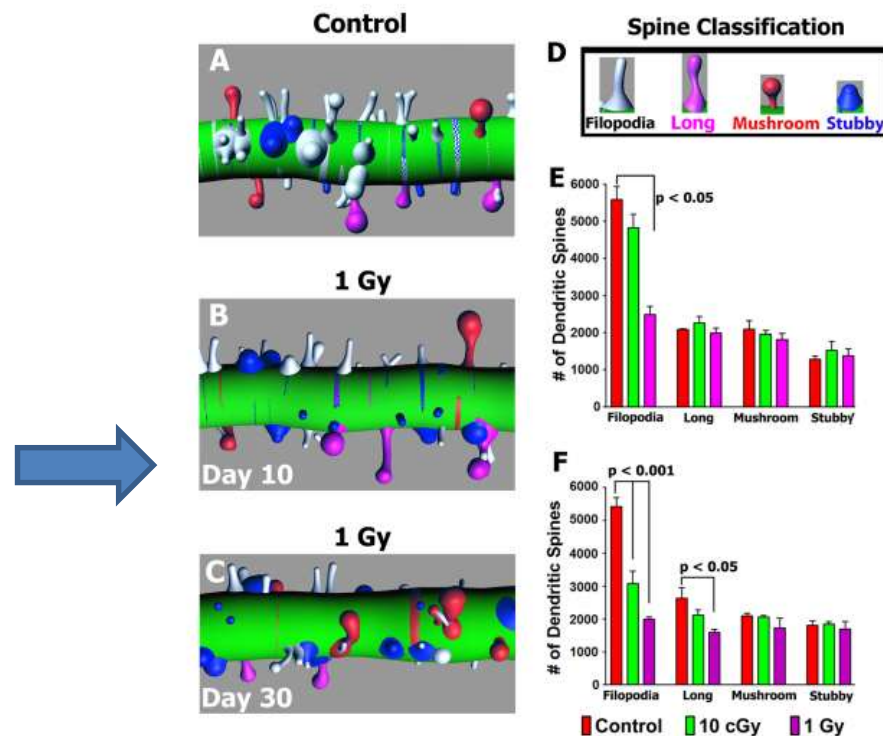 Control
A
1 Gy
B
Day 10
1 Gy
C
Day 30
Spine Classification
D
Filopodia Long Mushroom Stubby
E
# of Dendritic Spines
6000
5000
4000
3000
2000
1000
0
p < 0.05
Filopodia Long Mushroom Stubby
F
# of Dendritic Spines
6000
5000
4000
3000
2000
1000
0
p < 0.001
p < 0.05
Filopodia Long Mushroom Stubby
Control 10 cGy 1 Gy